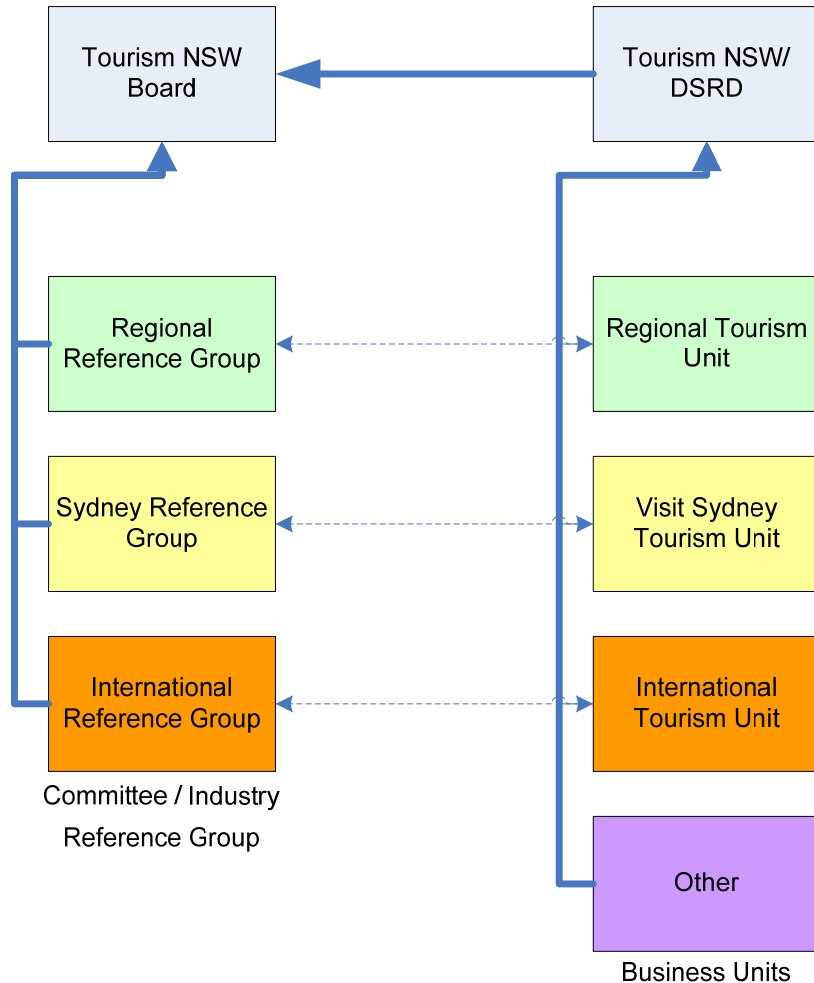 Tourism NSW
Board
Tourism NSW/
DSRD
Regional
Reference Group
Regional Tourism
Unit
Sydney Reference
Group
Visit Sydney
Tourism Unit
International
Reference Group
International
Tourism Unit
Committee / Industry
Reference Group
Other
Business Units